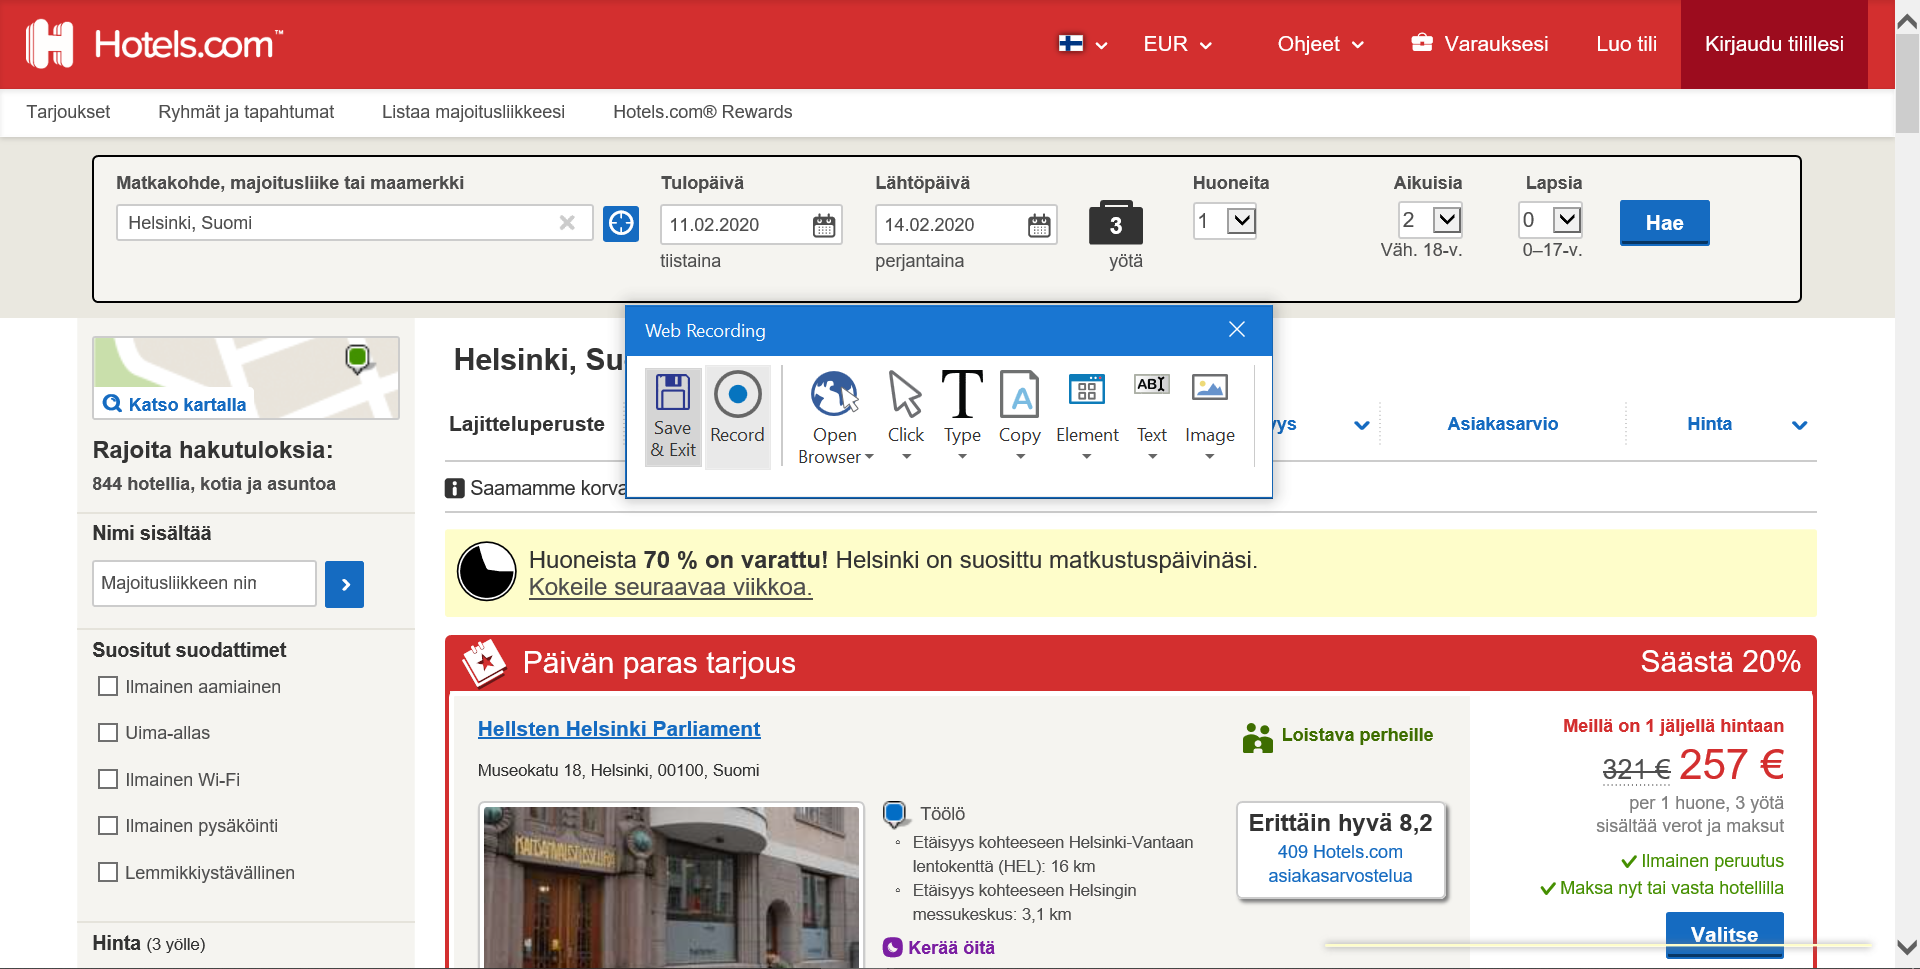 Hotels.com™
EUR
Ohjeet
Varauksesi
Luo tili
Kirjaudu tilillesi
Tarjoukset
Ryhmät ja tapahtumat
Listaa majoitusliikkeesi
Hotels.com® Rewards
Matkakohde, majoitusliike tai maamerkki
Tulopäivä
Lähtöpäivä
Huoneita
Aikuisia
Lapsia
Helsinki, Suomi
11.02.2020
14.02.2020
3
1
2
0
Hae
tiistaina
perjantaina
yötä
Väh. 18-v.
0–17-v.
Web Recording
Save
& Exit
Record
Open
Browser
Click
Type
Copy
Element
Text
Image
Katso kartalla
Rajoita hakutuloksia:
844 hotellia, kotia ja asuntoa
Nimi sisältää
Majoitusliikkeen nin
Suositut suodattimet
Ilmainen aamiainen
Uima-allas
Ilmainen Wi-Fi
Ilmainen pysäköinti
Lemmikkiystävällinen
Hinta (3 yölle)
Helsinki, Su
Lajitteluperuste
ys
Asiakasarvio
Hinta
Saamamme korva
Huoneista 70 % on varattu! Helsinki on suosittu matkustuspäivinäsi.
Kokeile seuraavaa viikkoa.
Päivän paras tarjous
Säästä 20%
Hellsten Helsinki Parliament
Museokatu 18, Helsinki, 00100, Suomi
Loistava perheille
Töölö
Etäisyys kohteeseen Helsinki-Vantaan
lentokenttä (HEL): 16 km
Etäisyys kohteeseen Helsingin
messukeskus: 3,1 km
Kerää öitä
Erittäin hyvä 8,2
409 Hotels.com
asiakasarvostelua
Meillä on 1 jäljellä hintaan
321 € 257 €
per 1 huone, 3 yötä
sisältää verot ja maksut
Ilmainen peruutus
Maksa nyt tai vasta hotellilla
Valitse